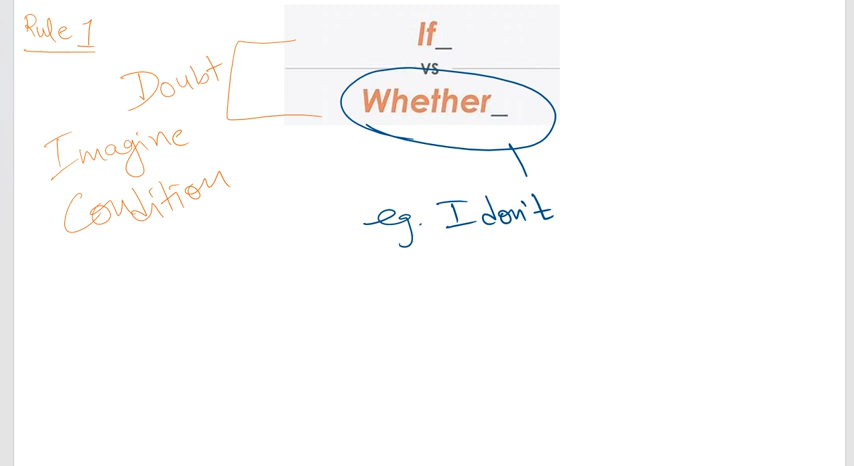 Rule 1
If_
vs
Whether_
Doubt
Imagine
Condition
eg. I don't